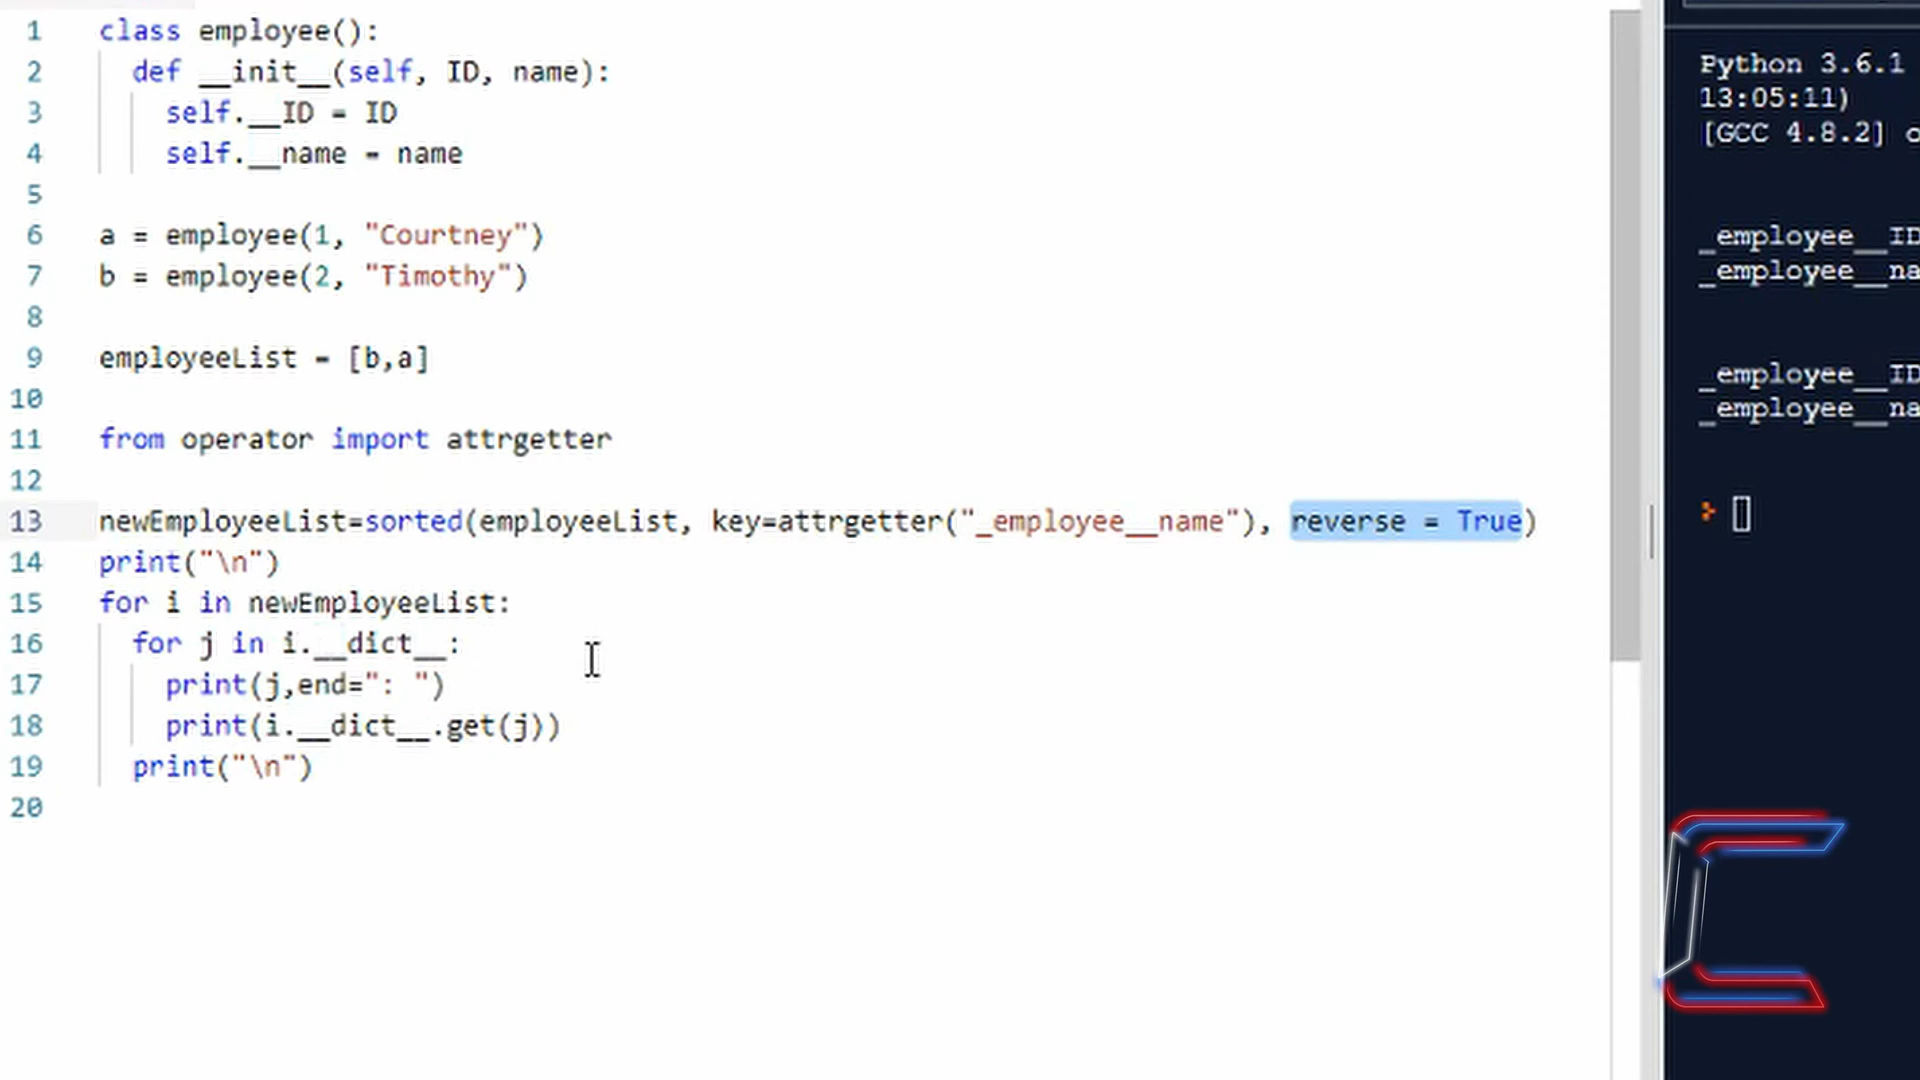 1 class employee():
2 def __init__(self, ID, name):
3 self.__ID = ID
4 self.__name = name
5
6 a = employee(1, "Courtney")
7 b = employee(2, "Timothy")
8
9 employeeList = [b,a]
10
11 from operator import attrgetter
12
13 newEmployeeList=sorted(employeeList, key=attrgetter("_employee__name"), reverse = True)
14 print("\n")
15 for i in newEmployeeList:
16 for j in i.__dict__:
17 print(j,end=": ")
18 print(i.__dict__.get(j))
19 print("\n")
20
Python 3.6.1
13:05:11)
[GCC 4.8.2]
_employee__ID
_employee__na
_employee__ID
_employee__na